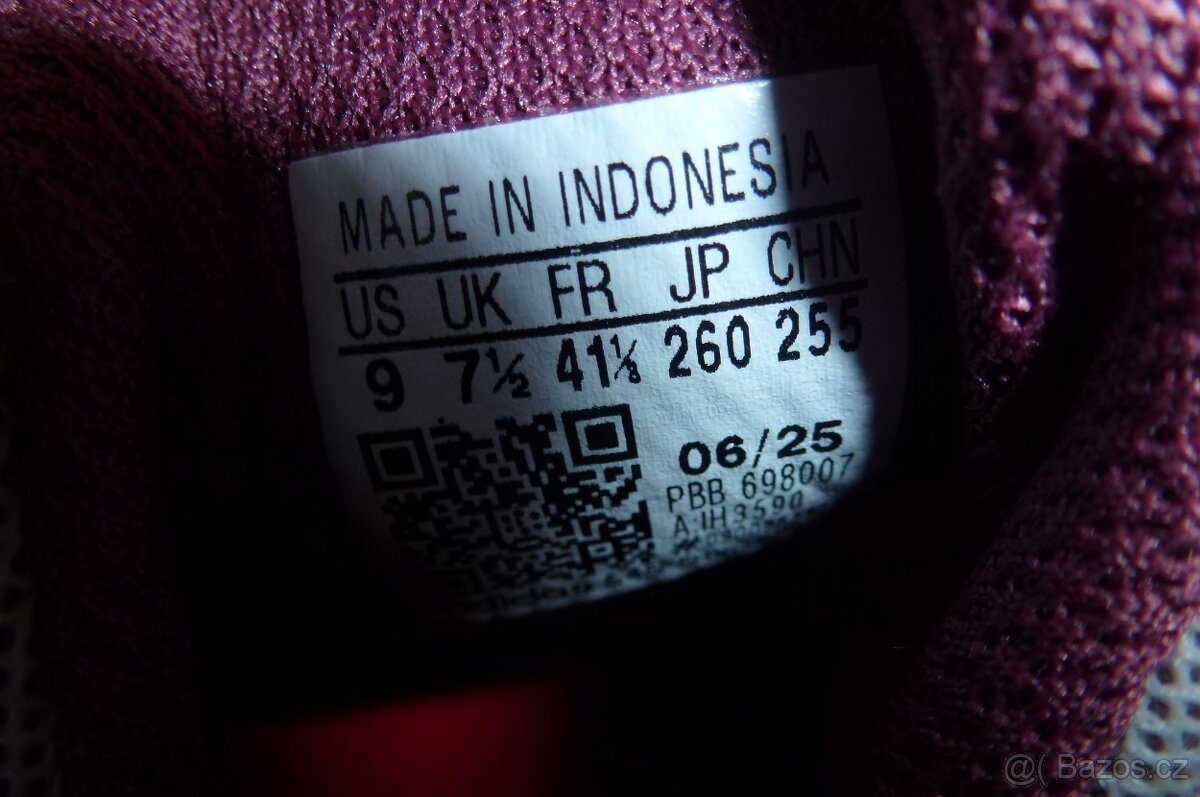 MADE IN INDONESIA
US UK FR JP CHN
9 7½ 41⅓ 260 255
06/25
PBB 698007
A:IH3590
@( Bazos.cz